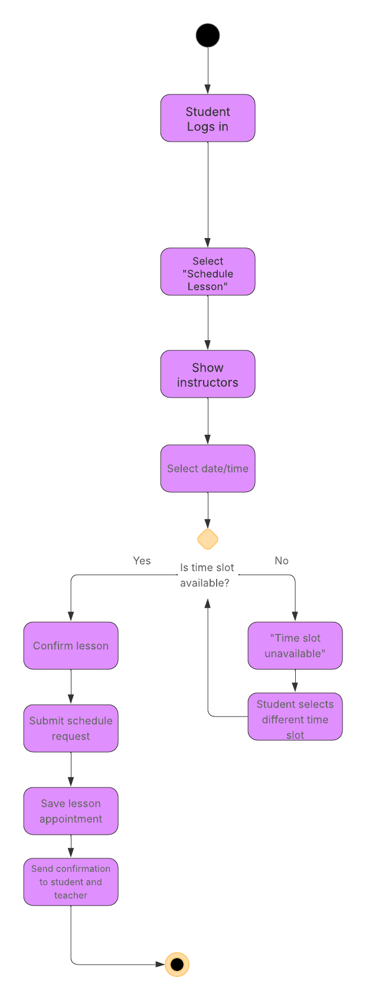 Student
Logs in
Select
"Schedule
Lesson"
Show
instructors
Select date/time
Yes
No
Is time slot
available?
Confirm lesson
"Time slot
unavailable"
Submit schedule
request
Student selects
different time
slot
Save lesson
appointment
Send confirmation
to student and
teacher